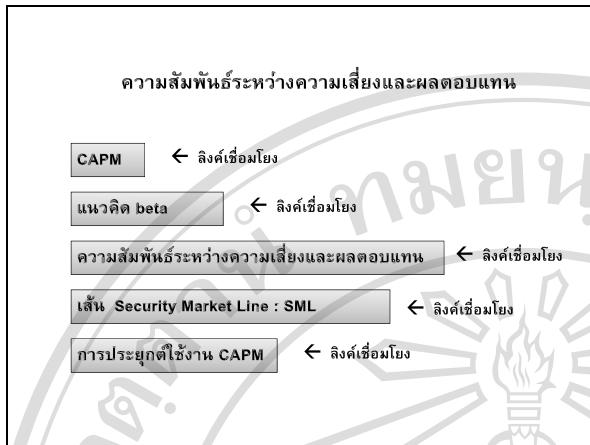 ความสัมพันธ์ระหว่างความเสี่ยงและผลตอบแทน
CAPM ← ลิงค์เชื่อมโยง
แนวคิด beta ← ลิงค์เชื่อมโยง
ความสัมพันธ์ระหว่างความเสี่ยงและผลตอบแทน ← ลิงค์เชื่อมโยง
เส้น Security Market Line : SML ← ลิงค์เชื่อมโยง
การประยุกต์ใช้งาน CAPM ← ลิงค์เชื่อมโยง